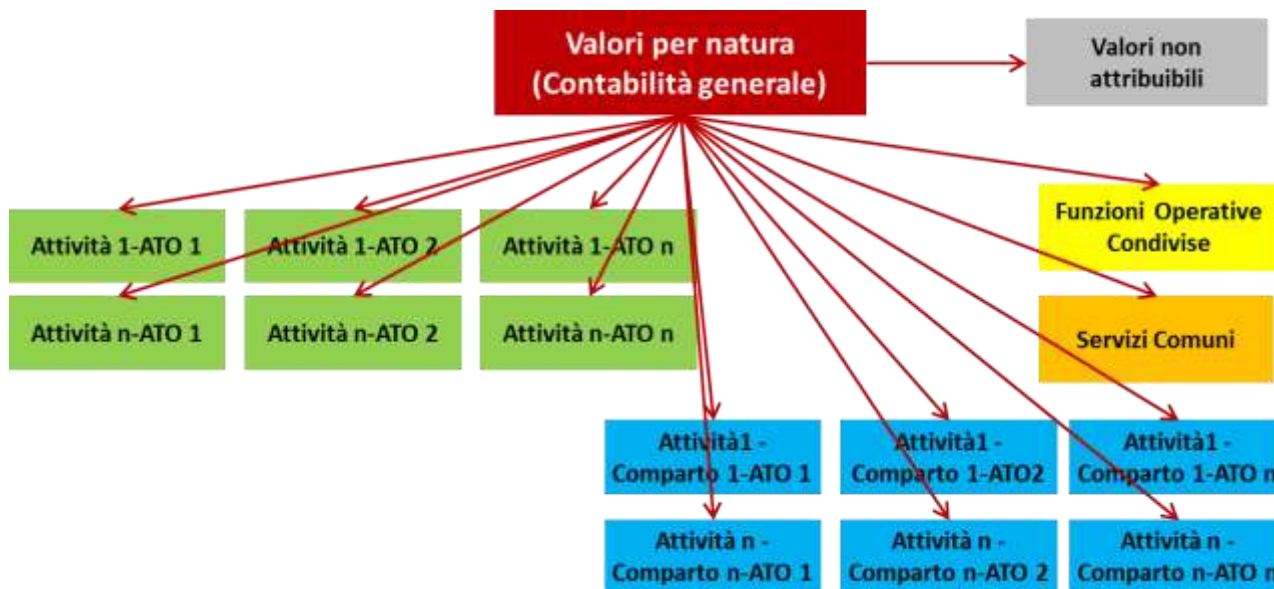 Valori per natura
(Contabilità generale)
Valori non
attribuibili
Funzioni Operative
Condivise
Attività 1-ATO 1
Attività 1-ATO 2
Attività 1-ATO n
Attività n-ATO 1
Attività n-ATO 2
Attività n-ATO n
Servizi Comuni
Attività1 -
Comparto 1-ATO 1
Attività1 -
Comparto 1-ATO2
Attività1 -
Comparto 1-ATO n
Attività n -
Comparto n-ATO 1
Attività n -
Comparto n-ATO 2
Attività n -
Comparto n-ATO n